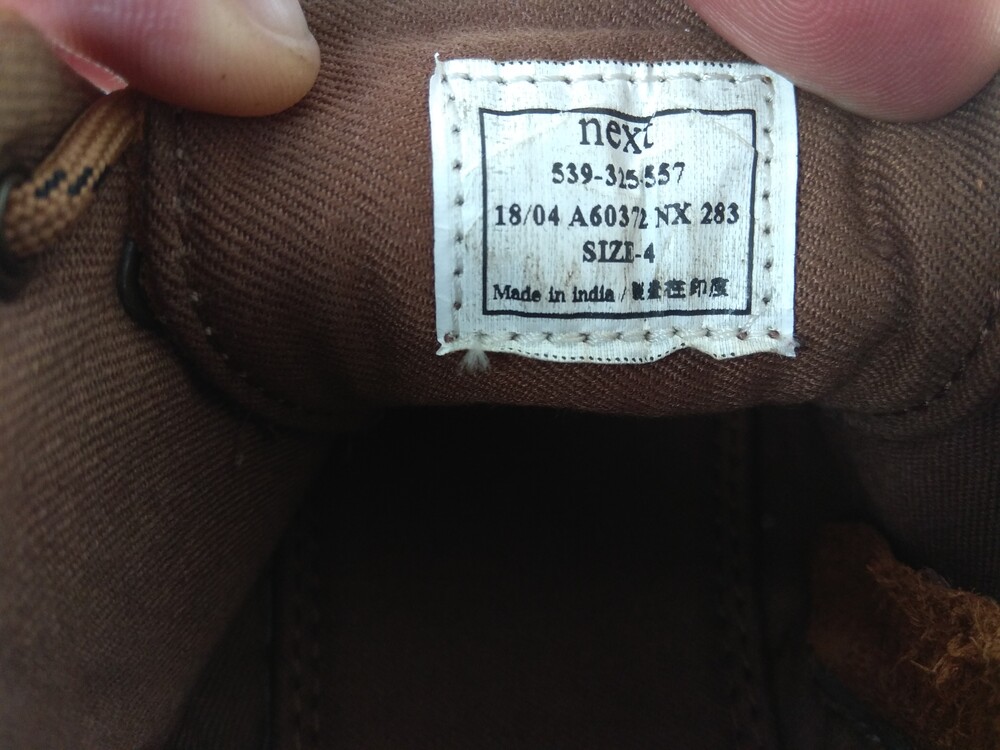 next
539-325-557
18/04 A60372 NX 283
SIZE-4
Made in india / 製造在印度